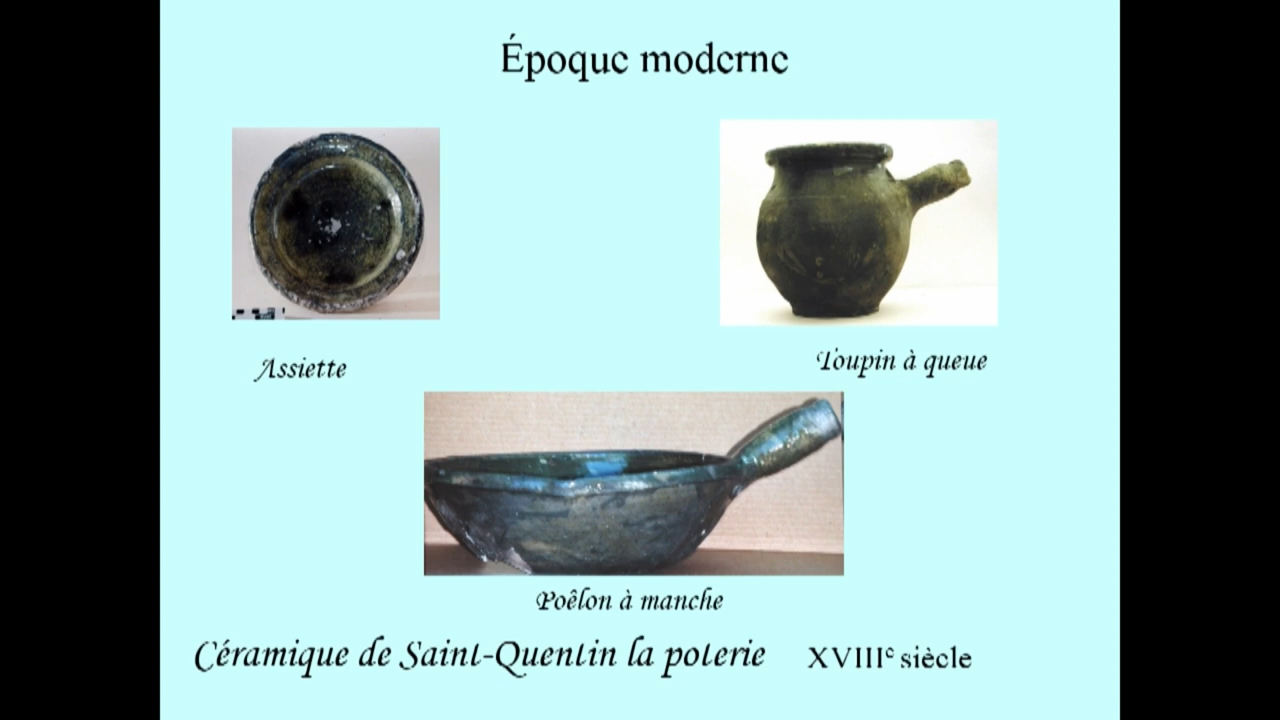 Époque moderne
Assiette
Toupin à queue
Poêlon à manche
Céramique de Saint-Quentin la poterie XVIIIe siècle